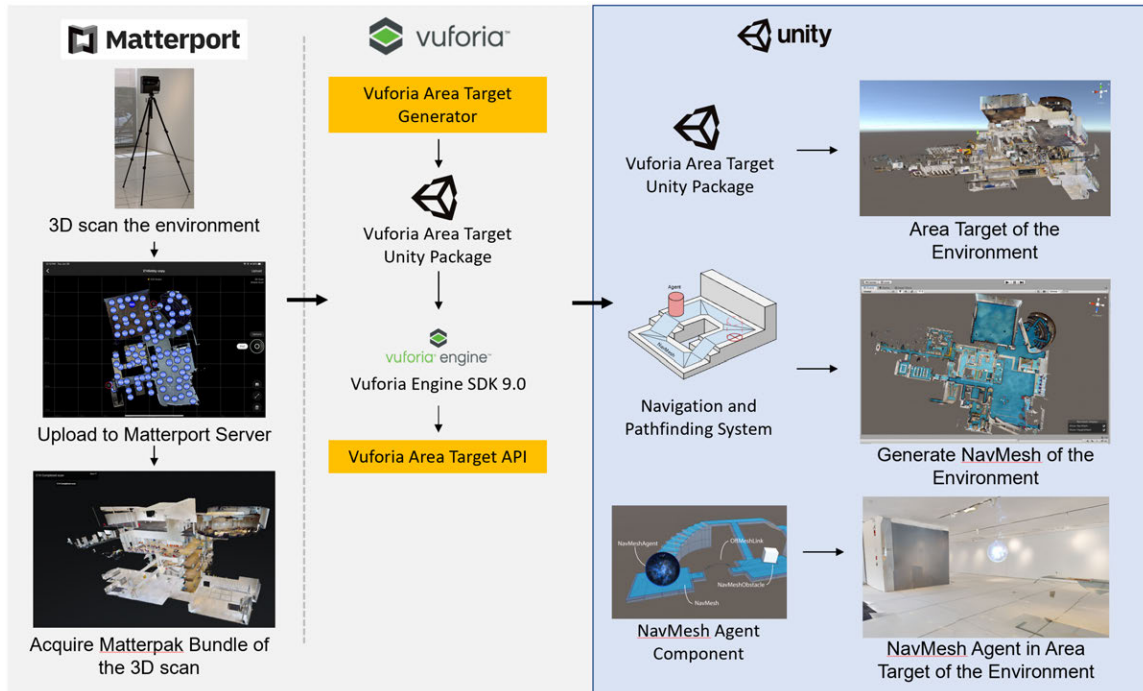 Matterport
3D scan the environment
Upload to Matterport Server
Acquire Matterpak Bundle of
the 3D scan
vuforia™
Vuforia Area Target
Generator
Vuforia Area Target
Unity Package
vuforia engine™
Vuforia Engine SDK 9.0
Vuforia Area Target API
unity
Vuforia Area Target
Unity Package
Area Target of the
Environment
Agent
Navigation and
Pathfinding System
Generate NavMesh of the
Environment
NavMeshAgent
OffMeshLink
NavMeshObstacle
NavMesh
NavMesh Agent
Component
NavMesh Agent in Area
Target of the Environment